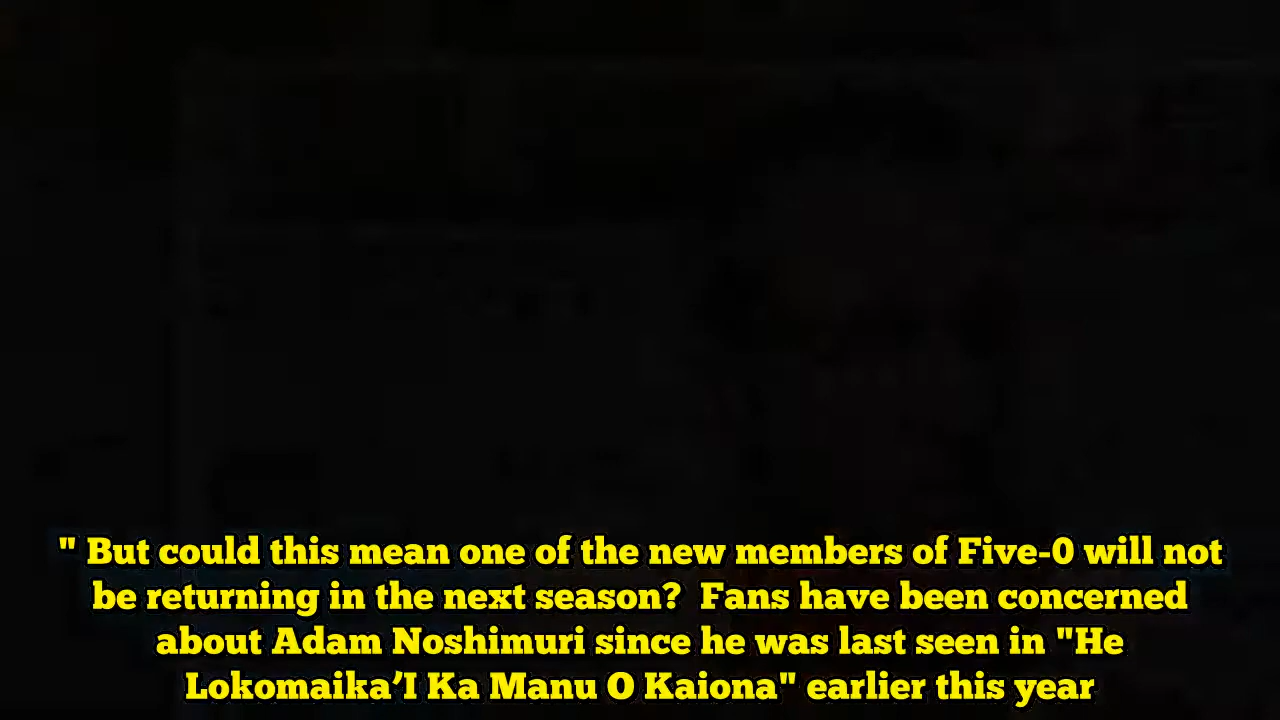 " But could this mean one of the new members of Five-0 will not
be returning in the next season?  Fans have been concerned
about Adam Noshimuri since he was last seen in "He
Lokomaika’I Ka Manu O Kaiona" earlier this year